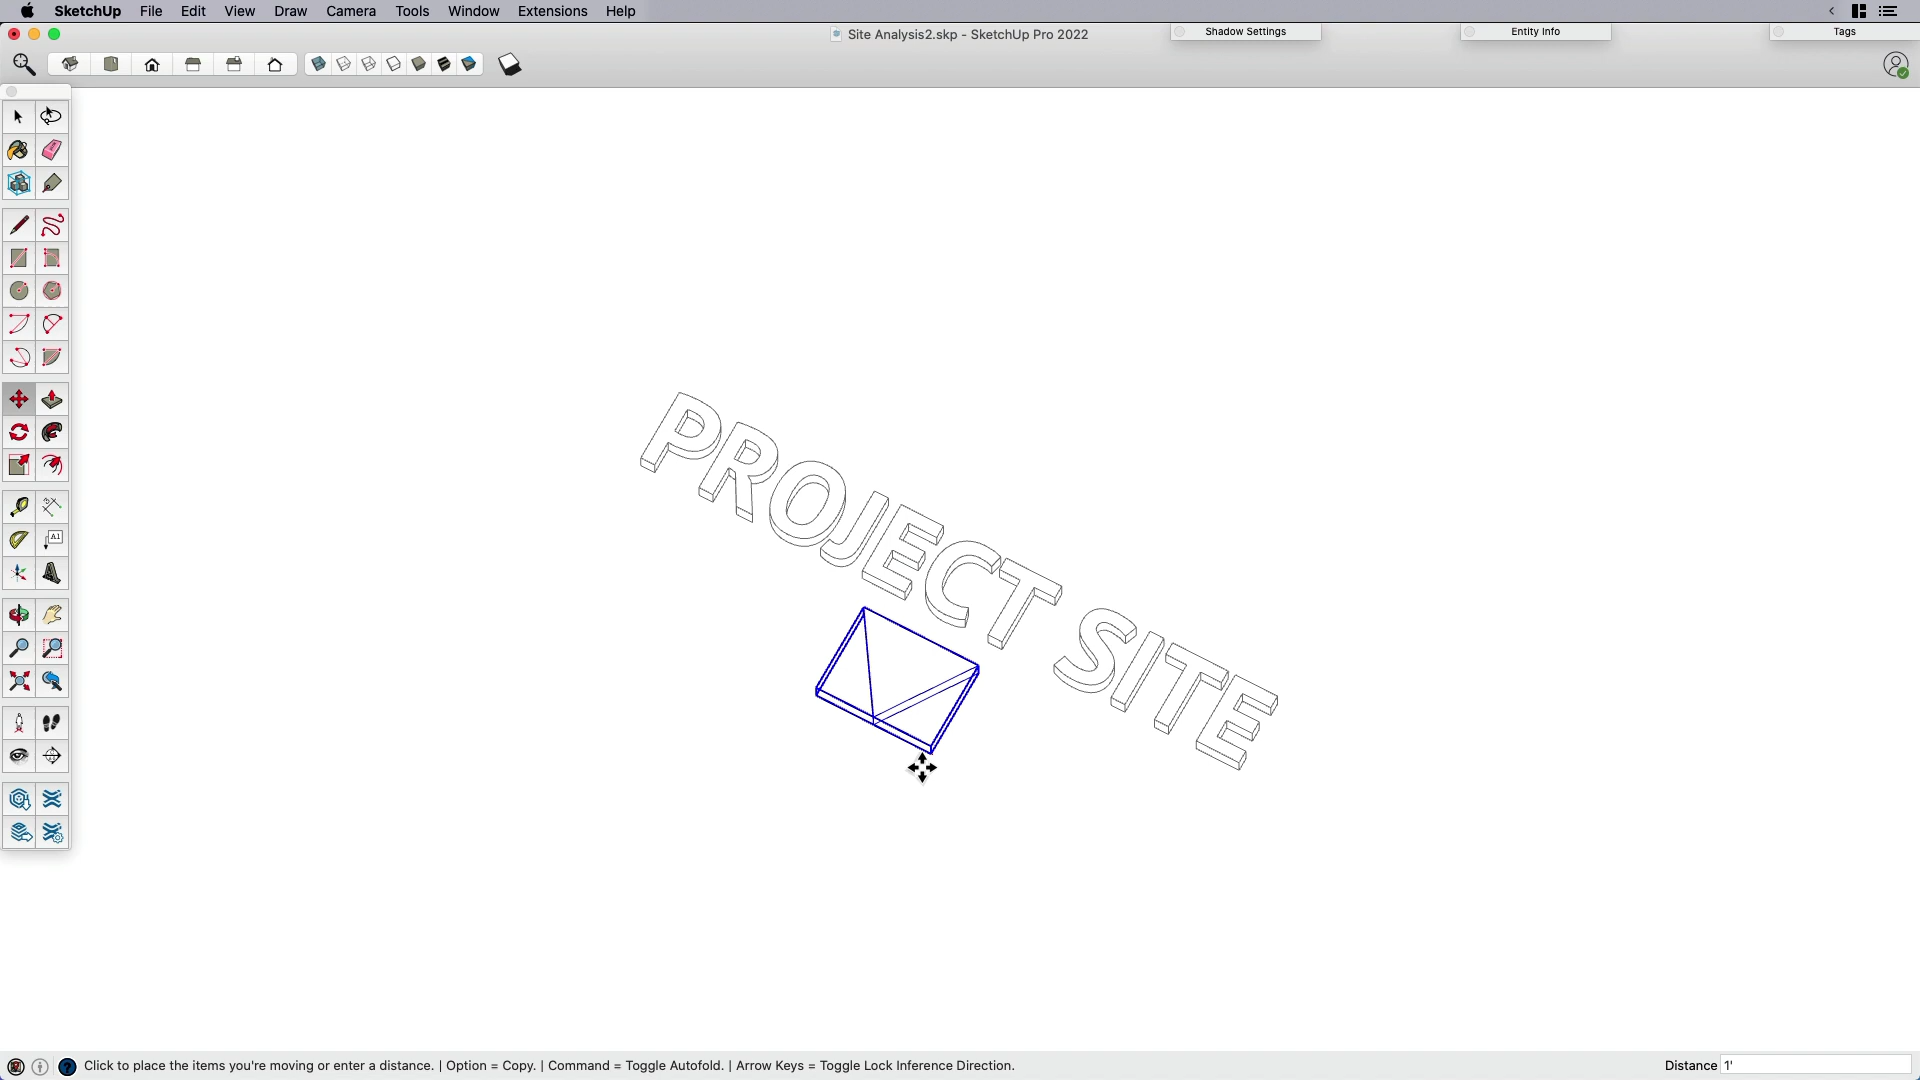 SketchUp File Edit View Draw Camera Tools Window Extensions Help
Site Analysis2.skp - SketchUp Pro 2022
Shadow Settings
Entity Info
Tags
A1
PROJECT SITE
Click to place the items you're moving or enter a distance. | Option = Copy. | Command = Toggle Autofold. | Arrow Keys = Toggle Lock Inference Direction.
Distance 1'